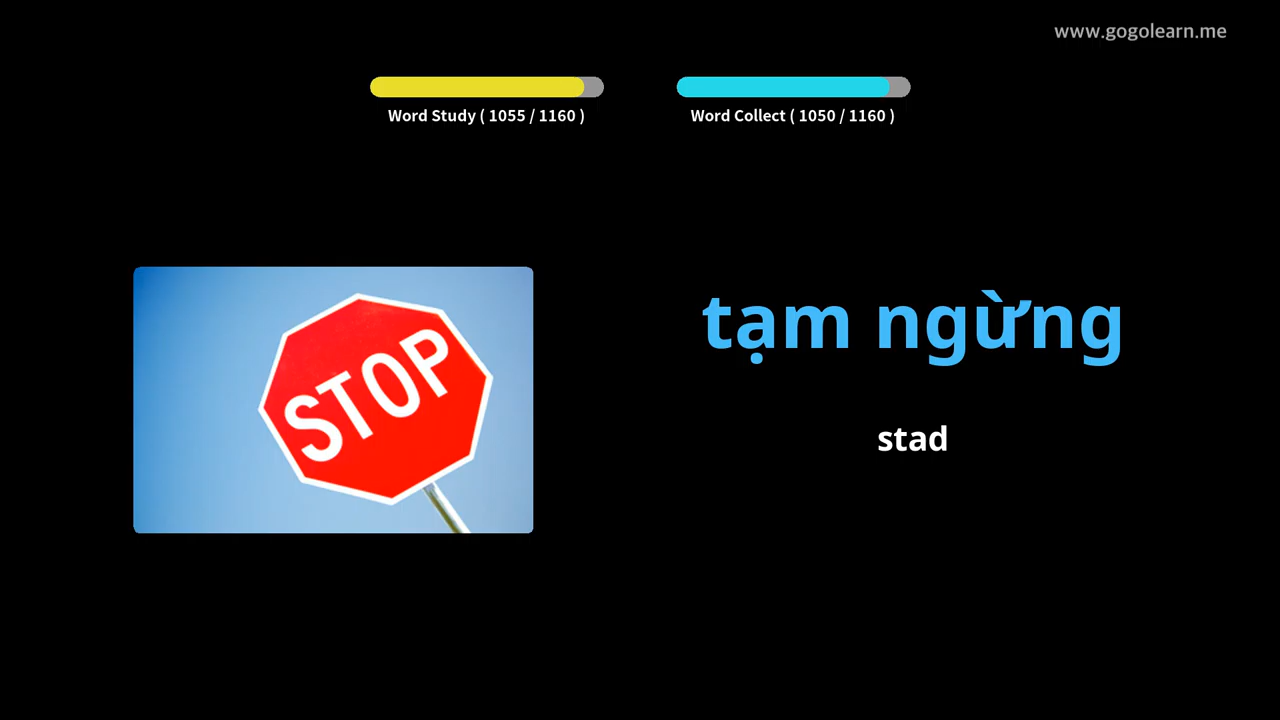 www.gogolearn.me
Word Study ( 1055 / 1160 )
Word Collect ( 1050 / 1160 )
STOP
tạm ngừng
stad